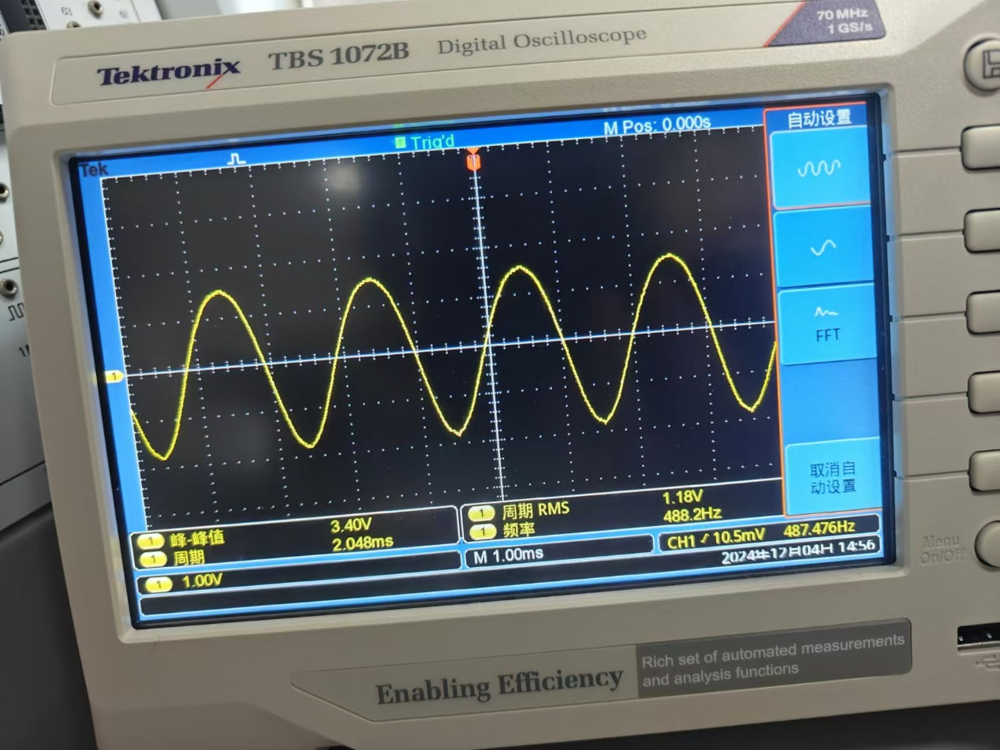 70 MHz
1 GS/s
Tektronix TBS 1072B Digital Oscilloscope
Tek
Trig'd
M Pos: 0.000s
自动设置
FFT
取消自
动设置
1
1 峰-峰值 3.40V
1 周期 2.048ms
1 周期 RMS 1.18V
1 频率 488.2Hz
1 1.00V
M 1.00ms
CH1 10.5mV 487.476Hz
2024年12月04日 14:56
Menu
On/Off
Enabling Efficiency
Rich set of automated measurements
and analysis functions